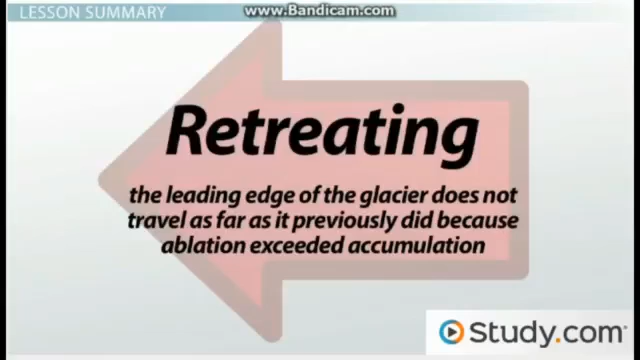 LESSON SUMMARY
www.Bandicam.com
Retreating
the leading edge of the glacier does not
travel as far as it previously did because
ablation exceeded accumulation
Study.com